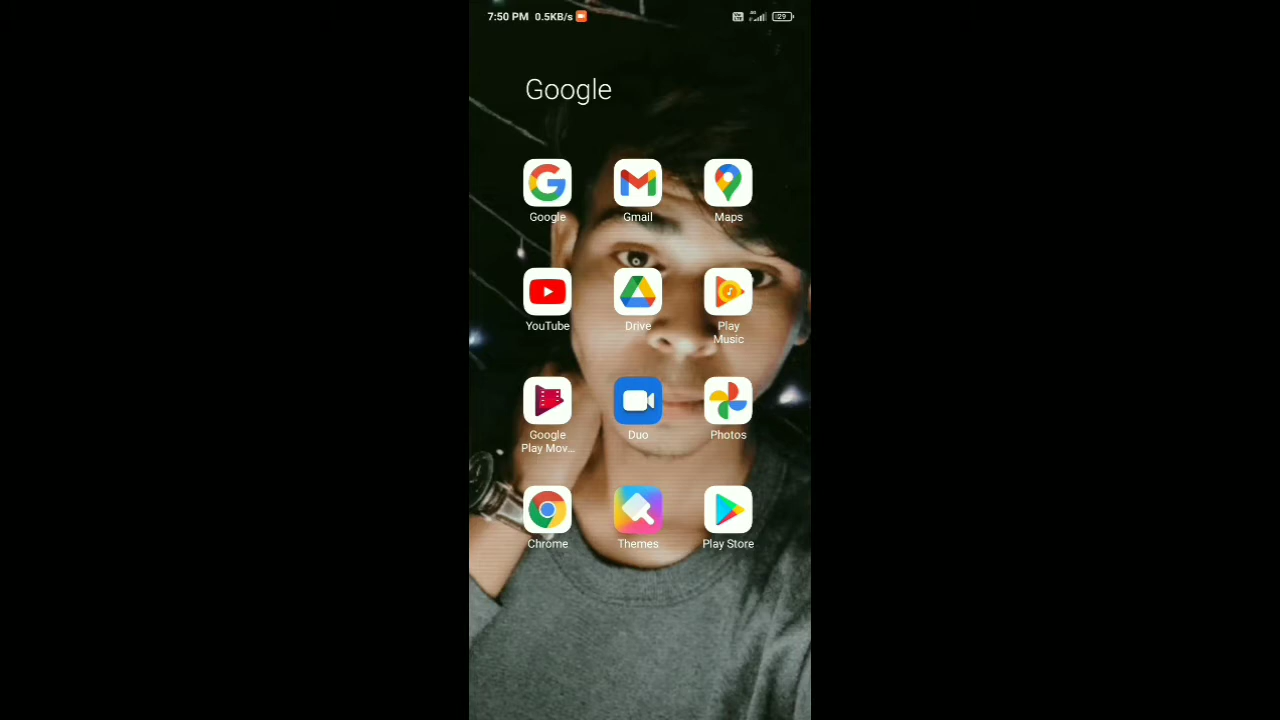 7:50 PM 0.5KB/s 29
Google
Google Gmail Maps
YouTube Drive Play
Music
Google Duo Photos
Play Mov...
Chrome Themes Play Store